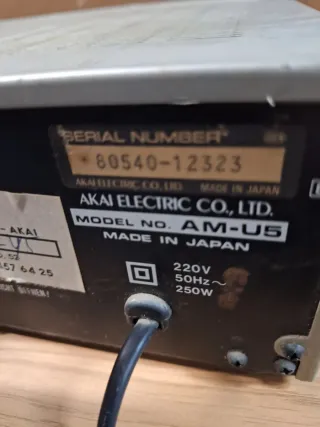 SERIAL NUMBER
*80540-12323
AKAI ELECTRIC CO., LTD. MADE IN JAPAN
AKAI ELECTRIC CO., LTD.
MODEL NO. AM-U5
MADE IN JAPAN
- AKAI
220V
50Hz~
250W